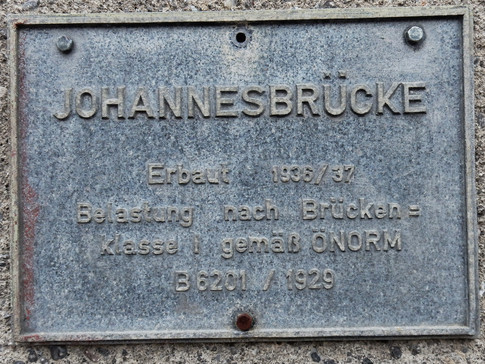 JOHANNESBRÜCKE
Erbaut 1936/37
Belastung nach Brücken=
klasse I gemäß ÖNORM
B 6201 / 1929